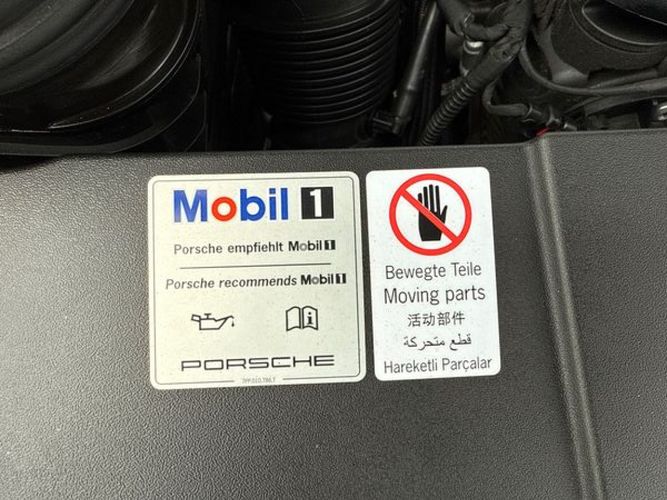 Mobil 1
Porsche empfiehlt Mobil 1
Porsche recommends Mobil 1
PORSCHE
Bewegte Teile
Moving parts
活动部件
قطع متحركة
Hareketli Parçalar